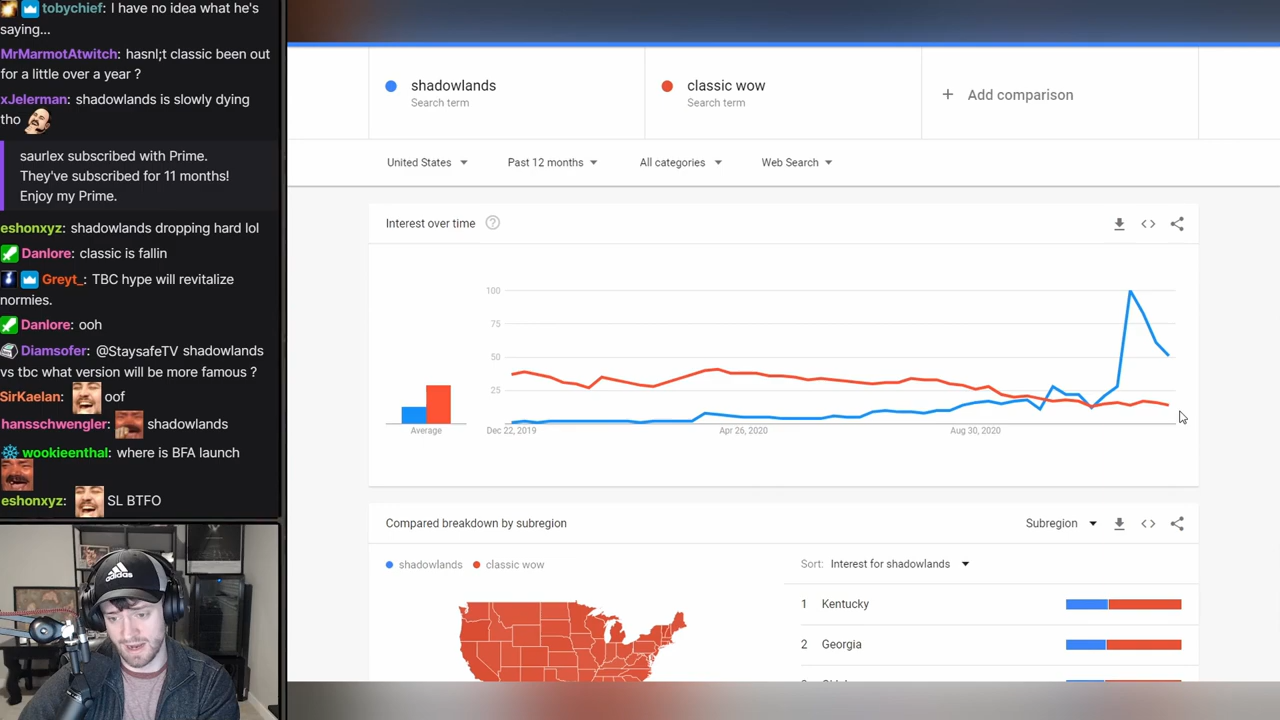 tobychief: I have no idea what he's
saying...
MrMarmotAtwitch: hasnl;t classic been out
for a little over a year ?
xJelerman: shadowlands is slowly dying
tho
saurlex subscribed with Prime.
They've subscribed for 11 months!
Enjoy my Prime.
eshonxyz: shadowlands dropping hard lol
Danlore: classic is fallin
Greyt_: TBC hype will revitalize
normies.
Danlore: ooh
Diamsofer: @StaysafeTV shadowlands
vs tbc what version will be more famous ?
SirKaelan: oof
hansschwengler: shadowlands
wookieenthal: where is BFA launch
eshonxyz: SL BTFO
adidas
shadowlands
Search term
classic wow
Search term
+ Add comparison
United States
Past 12 months
All categories
Web Search
Interest over time ?
100
75
50
25
Average
Dec 22, 2019
Apr 26, 2020
Aug 30, 2020
Compared breakdown by subregion
Subregion
shadowlands
classic wow
Sort: Interest for shadowlands
1 Kentucky
2 Georgia